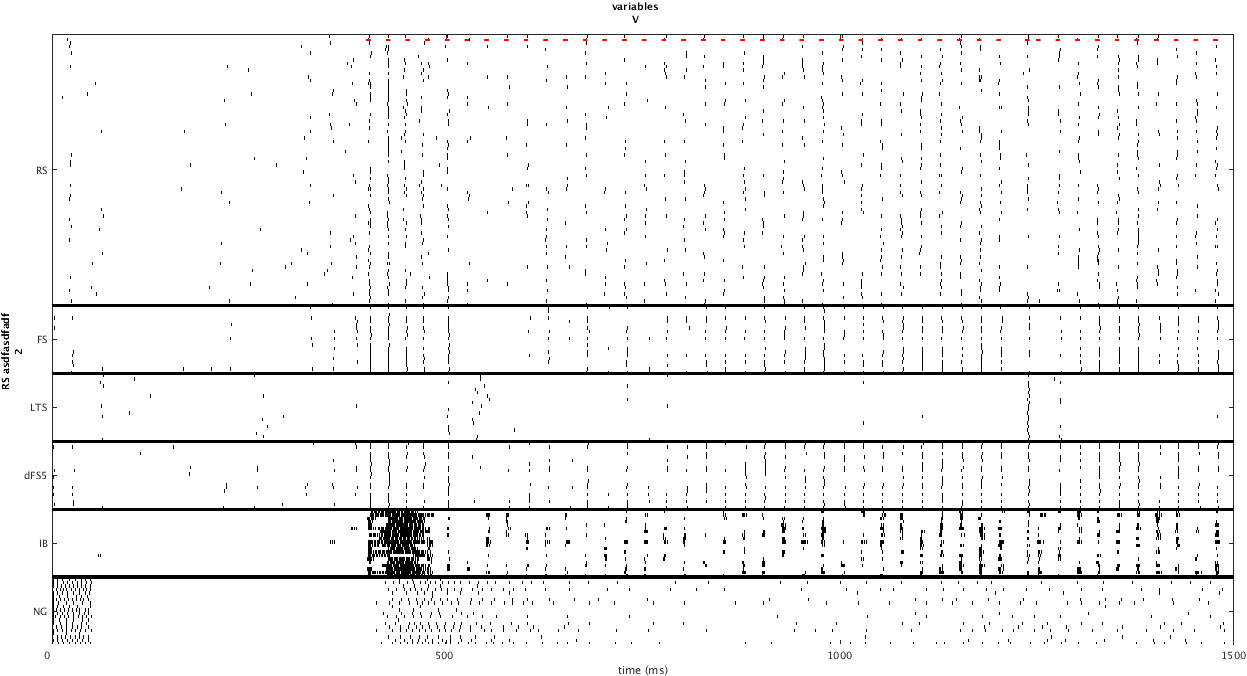 variables
V
RS
FS
LTS
dFS5
IB
NG
RS asdfasdfadf
2
0
500
1000
1500
time (ms)